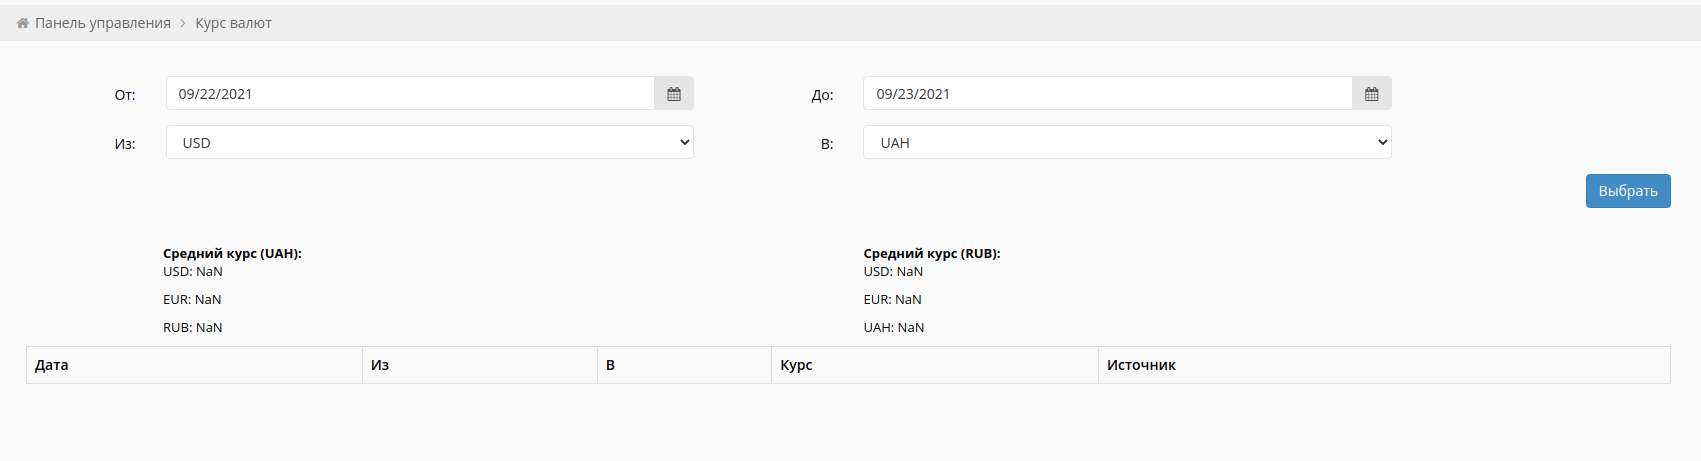 Панель управления > Курс валют
От: 09/22/2021 До: 09/23/2021
Из: USD В: UAH
Выбрать
Средний курс (UAH):
USD: NaN
EUR: NaN
RUB: NaN
Средний курс (RUB):
USD: NaN
EUR: NaN
UAH: NaN
Дата Из В Курс Источник